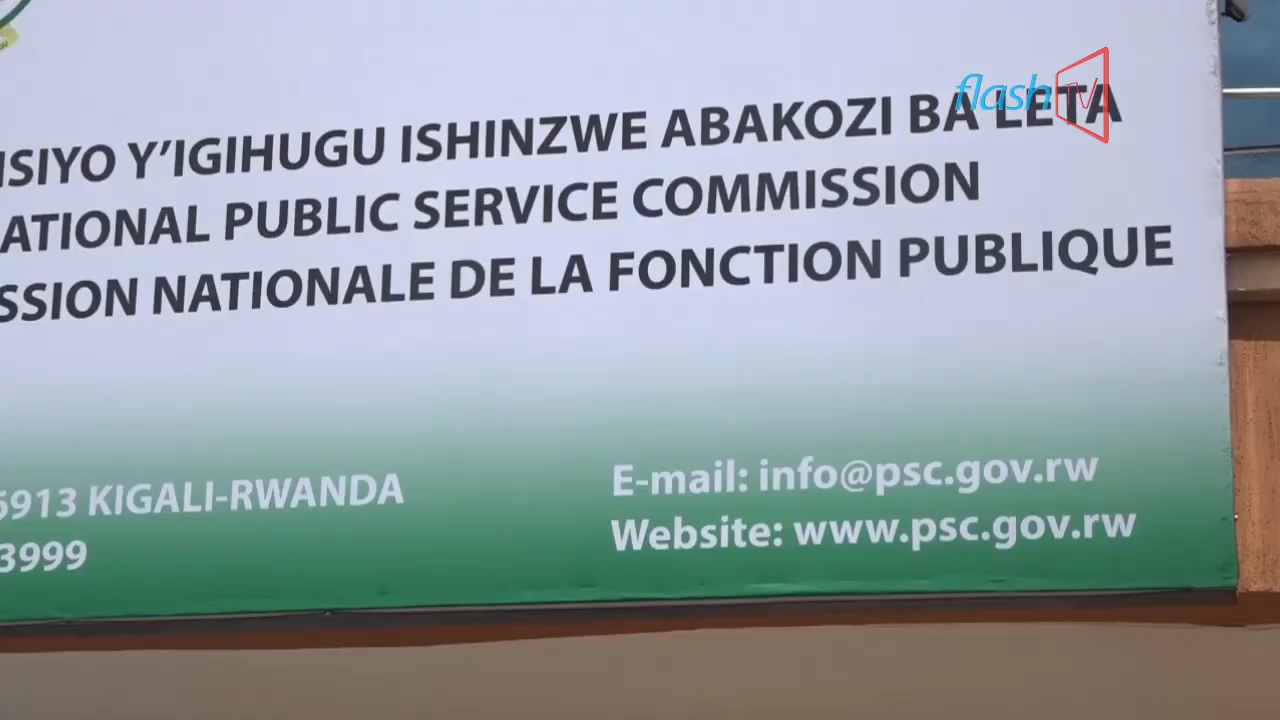 flash TV
ISIYO Y'IGIHUGU ISHINZWE ABAKOZI BA LETA
ATIONAL PUBLIC SERVICE COMMISSION
SSION NATIONALE DE LA FONCTION PUBLIQUE
5913 KIGALI-RWANDA
3999
E-mail: info@psc.gov.rw
Website: www.psc.gov.rw